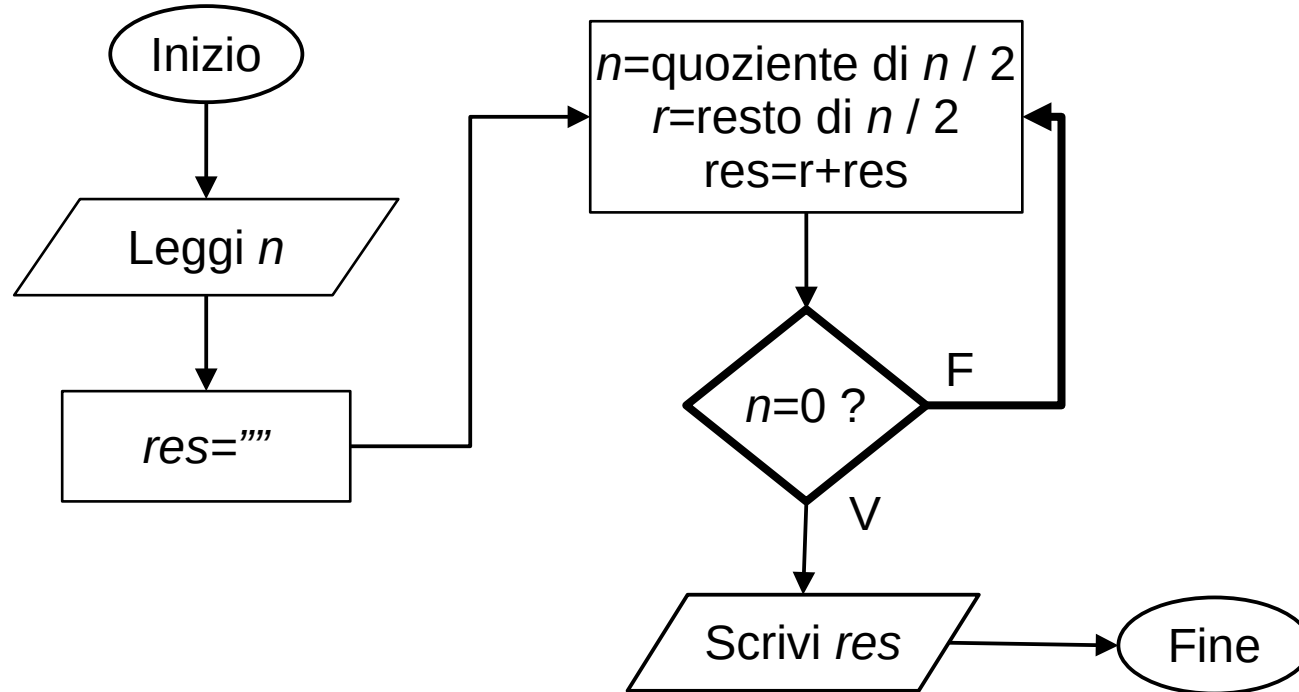 Inizio
Leggi n
res=””
n=quoziente di n / 2
r=resto di n / 2
res=r+res
n=0 ?
F
V
Scrivi res
Fine